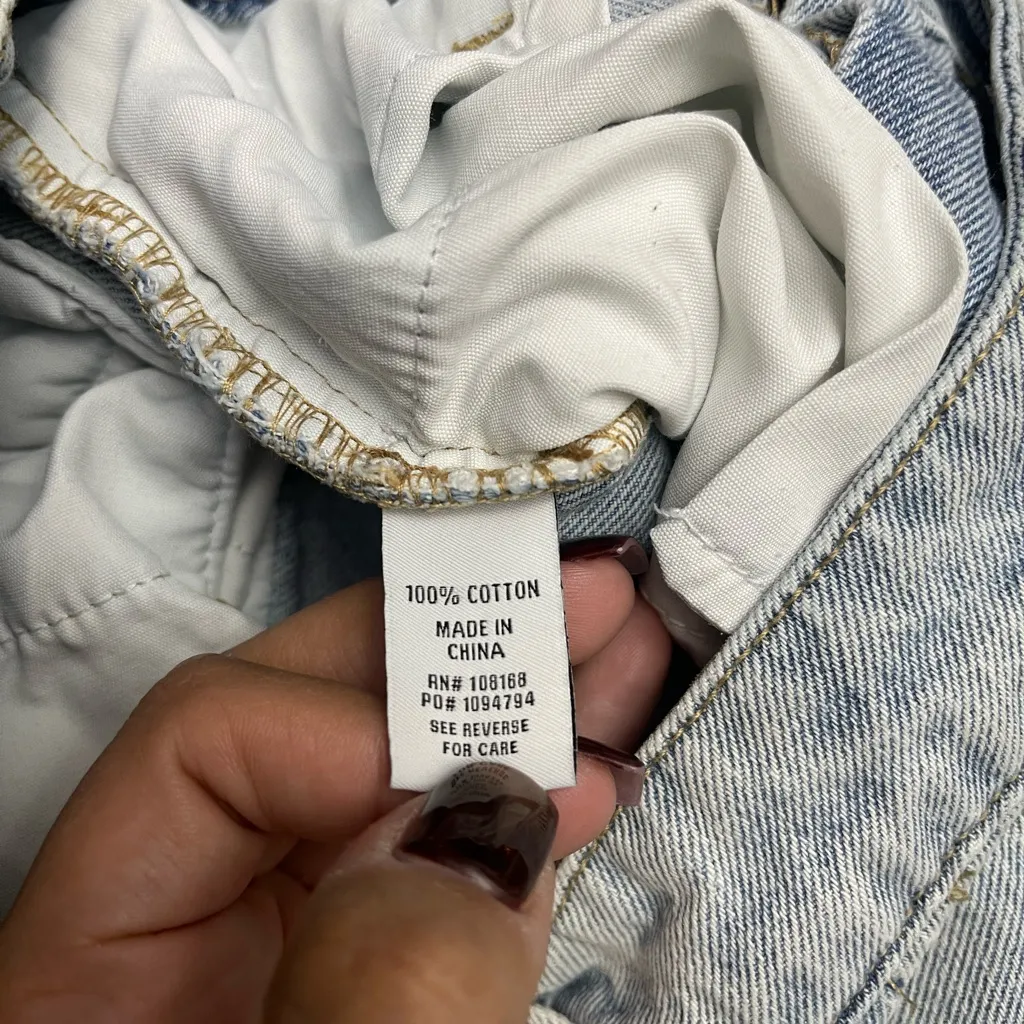 100% COTTON
MADE IN
CHINA
RN# 108168
PO# 1094794
SEE REVERSE
FOR CARE